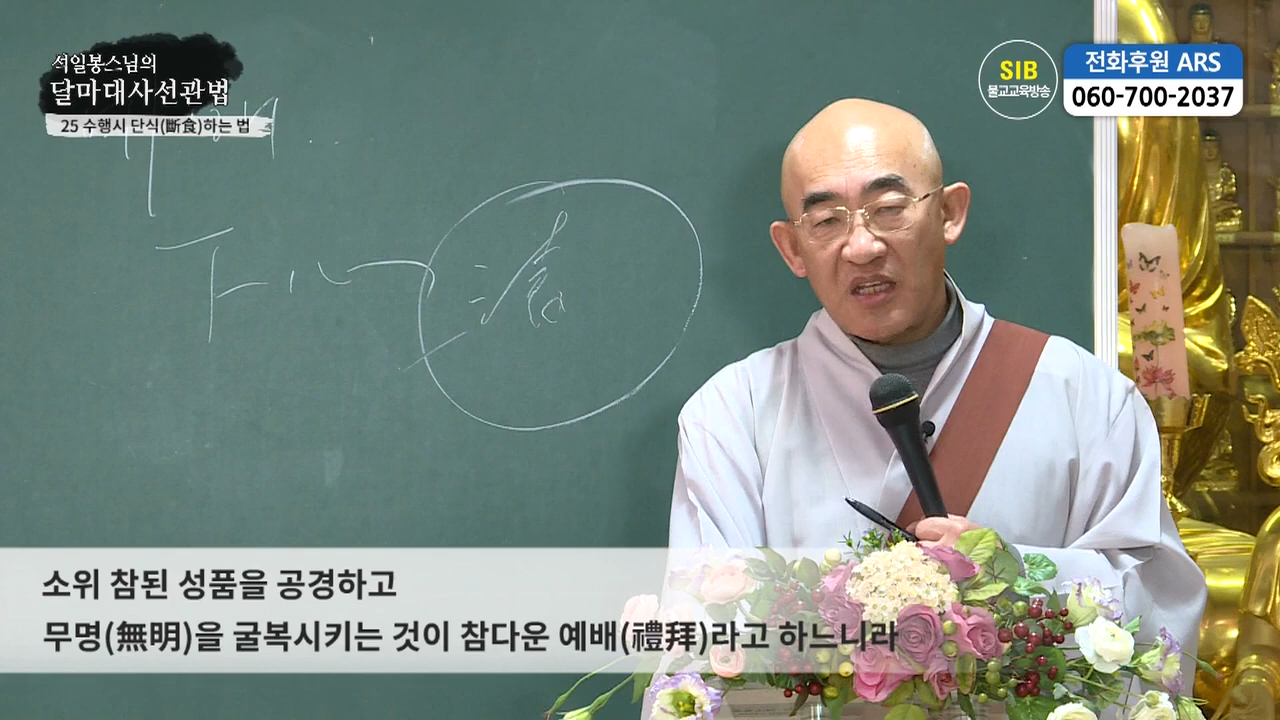 석일봉스님의
달마대사선관법
25 수행시 단식(斷食)하는 법
SIB
불교교육방송
전화후원 ARS
060-700-2037
소위 참된 성품을 공경하고
무명(無明)을 굴복시키는 것이 참다운 예배(禮拜)라고 하느니라